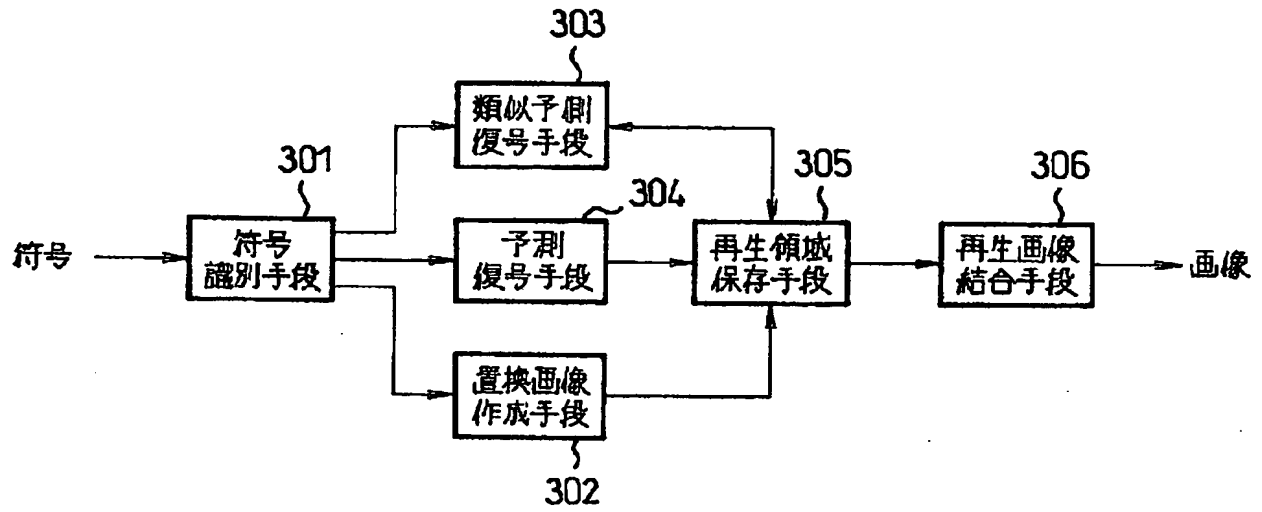 303
類似予測
復号手段
301
304
305
306
符号
符号
識別手段
予測
復号手段
再生領域
保存手段
再生画像
結合手段
画像
置換画像
作成手段
302